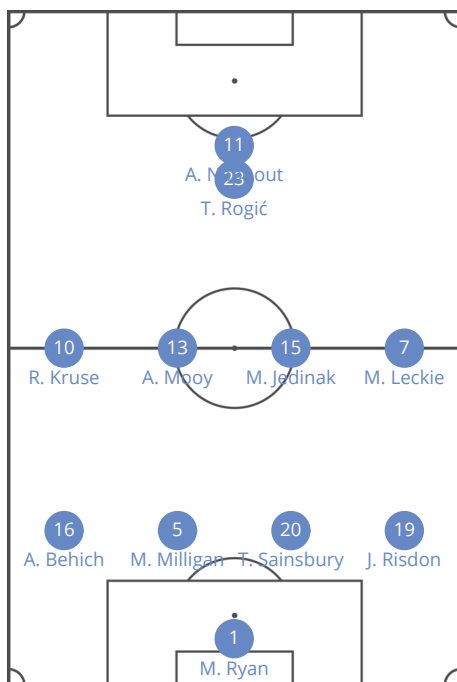 11
A.
23
T. Rogić
10 13 15 7
R. Kruse A. Mooy M. Jedinak M. Leckie
16 5 20 19
A. Behich M. Milligan T. Sainsbury J. Risdon
1
M. Ryan